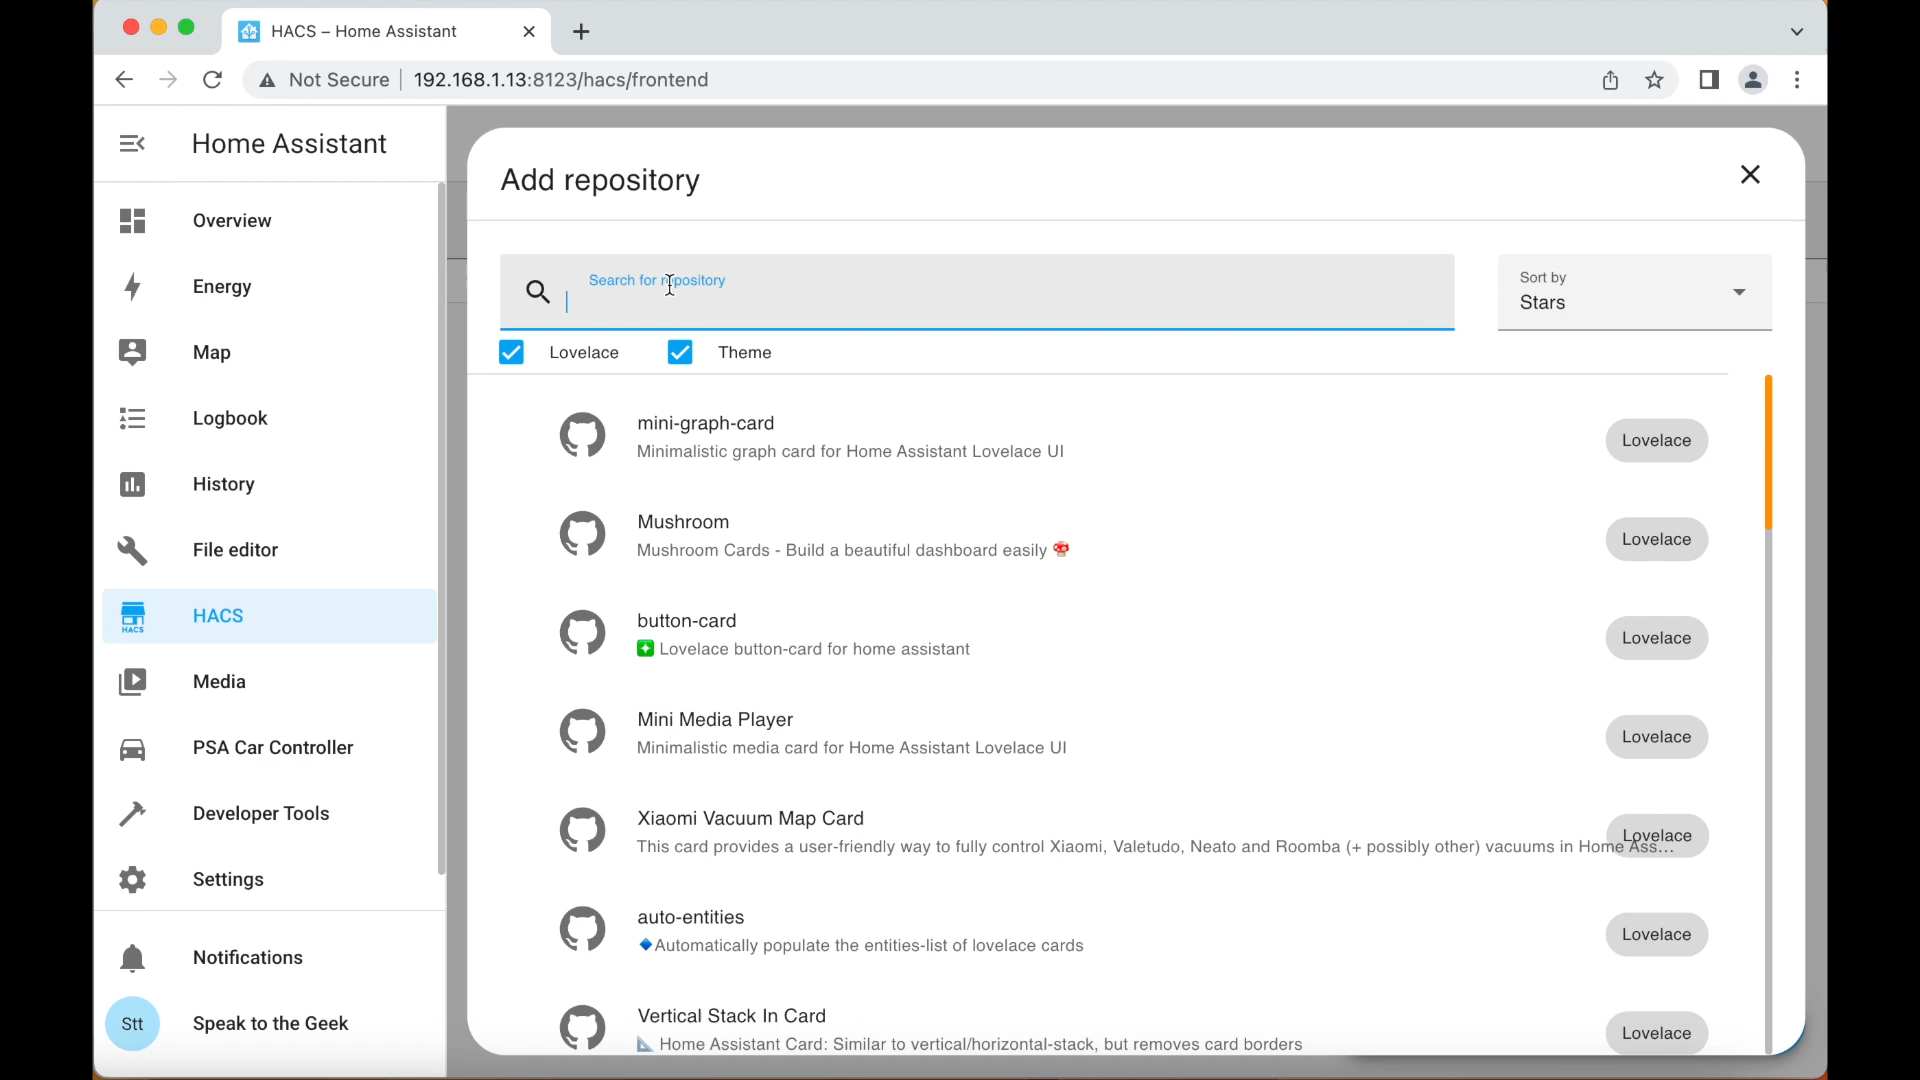 HACS – Home Assistant
Not Secure 192.168.1.13:8123/hacs/frontend
Home Assistant
Overview
Energy
Map
Logbook
History
File editor
HACS
HACS
Media
PSA Car Controller
Developer Tools
Settings
Notifications
Stt Speak to the Geek
Add repository
Search for repository
Sort by
Stars
Lovelace Theme
mini-graph-card
Minimalistic graph card for Home Assistant Lovelace UI
Lovelace
Mushroom
Mushroom Cards - Build a beautiful dashboard easily 🍄
Lovelace
button-card
❇️ Lovelace button-card for home assistant
Lovelace
Mini Media Player
Minimalistic media card for Home Assistant Lovelace UI
Lovelace
Xiaomi Vacuum Map Card
This card provides a user-friendly way to fully control Xiaomi, Valetudo, Neato and Roomba (+ possibly other) vacuums in Home Ass...
Lovelace
auto-entities
🔹Automatically populate the entities-list of lovelace cards
Lovelace
Vertical Stack In Card
📐 Home Assistant Card: Similar to vertical/horizontal-stack, but removes card borders
Lovelace